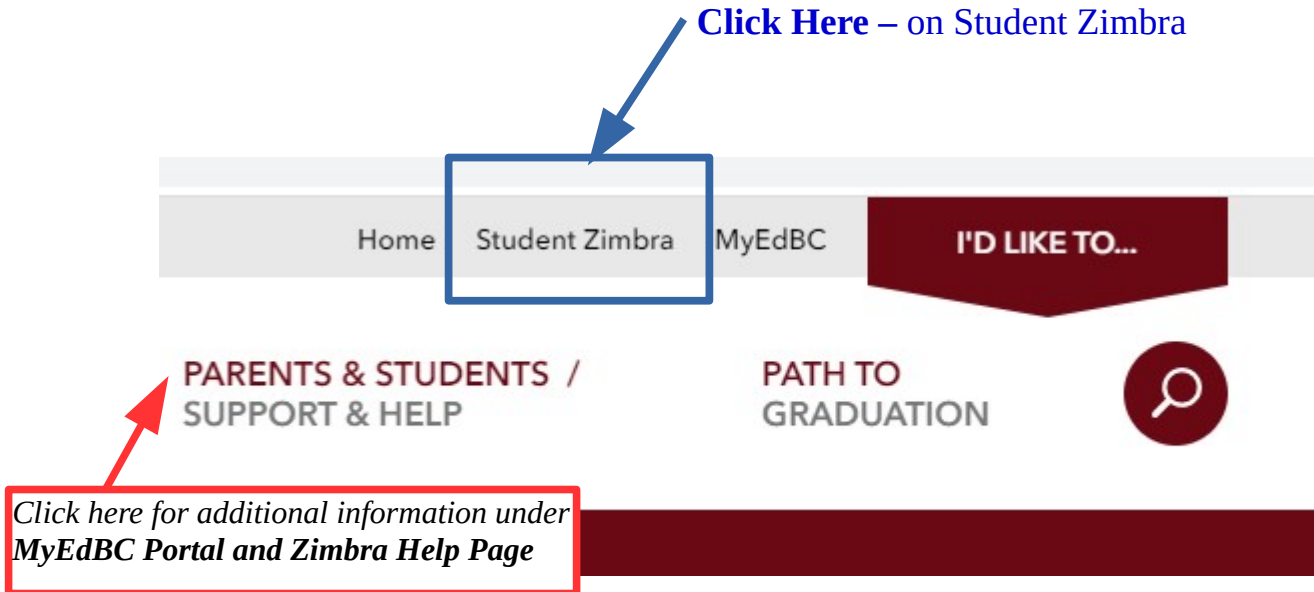 Click Here – on Student Zimbra
Home Student Zimbra MyEdBC I'D LIKE TO...
PARENTS & STUDENTS /
SUPPORT & HELP
PATH TO
GRADUATION
Click here for additional information under
MyEdBC Portal and Zimbra Help Page